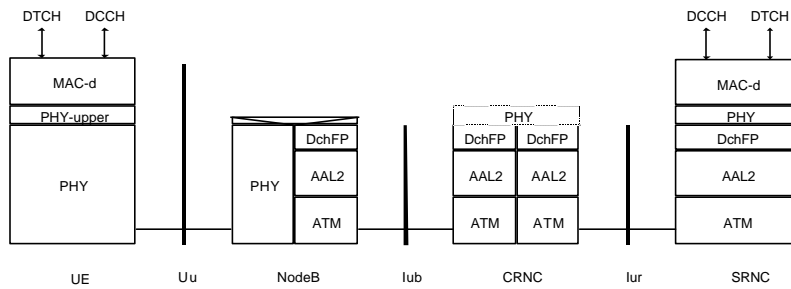 DTCH DCCH DCCH DTCH
MAC-d MAC-d
PHY-upper PHY PHY
DchFP DchFP DchFP DchFP
PHY PHY AAL2 AAL2 AAL2 AAL2
ATM ATM ATM ATM
UE Uu NodeB Iub CRNC Iur SRNC